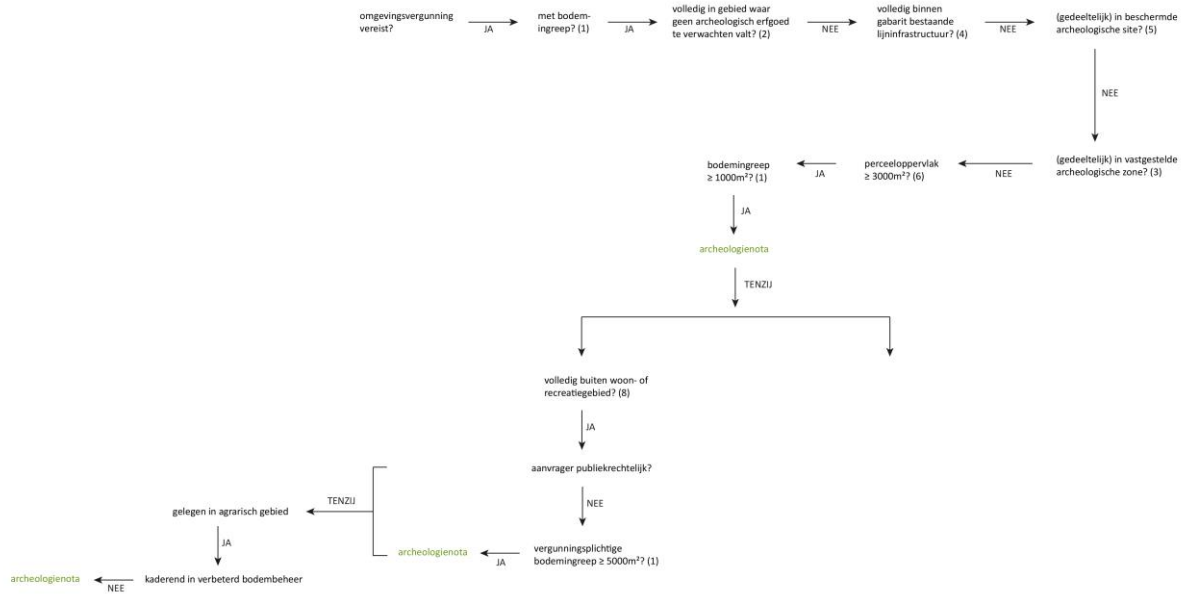 omgevingsvergunning
vereist?
JA
met bodem-
ingreep? (1)
JA
volledig in gebied waar
geen archeologisch erfgoed
te verwachten valt? (2)
NEE
volledig binnen
gabarit bestaande
lijninfrastructuur? (4)
NEE
(gedeeltelijk) in beschermde
archeologische site? (5)
NEE
(gedeeltelijk) in vastgestelde
archeologische zone? (3)
NEE
perceeloppervlak
≥ 3000m²? (6)
JA
bodemingreep
≥ 1000m²? (1)
JA
archeologienota
TENZIJ
volledig buiten woon- of
recreatiegebied? (8)
JA
aanvrager publiekrechtelijk?
NEE
vergunningsplichtige
bodemingreep ≥ 5000m²? (1)
JA
archeologienota
TENZIJ
gelegen in agrarisch gebied
JA
kaderend in verbeterd bodembeheer
NEE
archeologienota